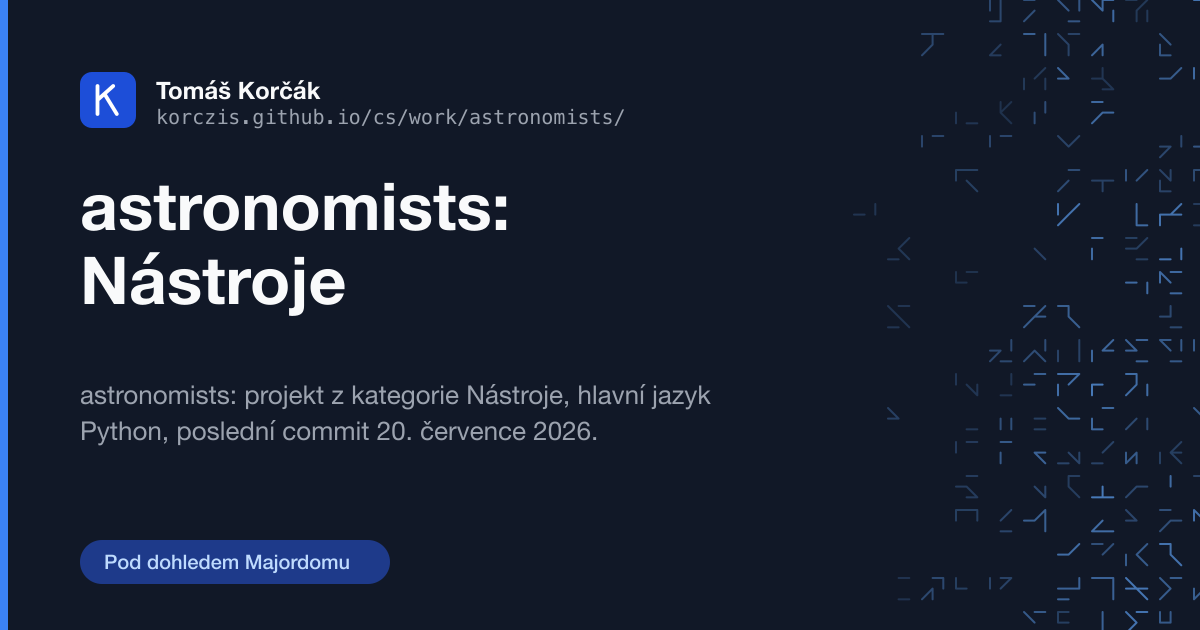 K
Tomáš Korčák
korczis.github.io/cs/work/astronomists/
astronomists:
Nástroje
astronomists: projekt z kategorie Nástroje, hlavní jazyk
Python, poslední commit 20. července 2026.
Pod dohledem Majordomu